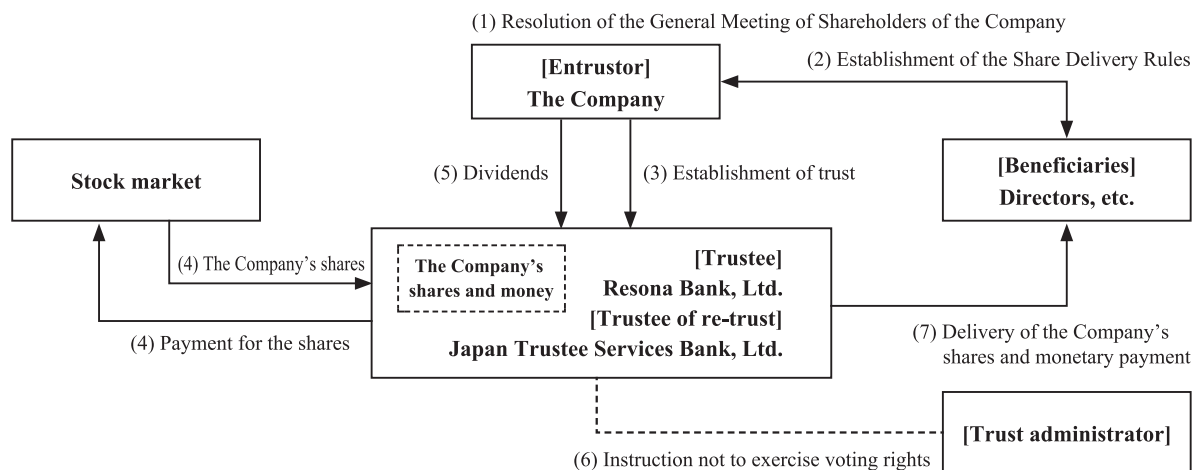 (1) Resolution of the General Meeting of Shareholders of the Company
[Entrustor]
The Company
(2) Establishment of the Share Delivery Rules
Stock market
(5) Dividends
(3) Establishment of trust
[Beneficiaries]
Directors, etc.
(4) The Company's shares
The Company's
shares and money
[Trustee]
Resona Bank, Ltd.
[Trustee of re-trust]
Japan Trustee Services Bank, Ltd.
(4) Payment for the shares
(7) Delivery of the Company's
shares and monetary payment
[Trust administrator]
(6) Instruction not to exercise voting rights